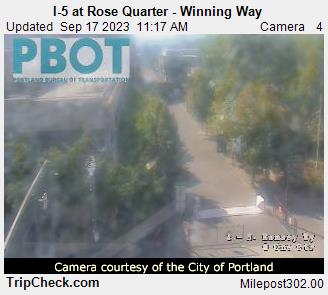 I-5 at Rose Quarter - Winning Way
Updated Sep 17 2023 11:17 AM Camera 4
PBOT
PORTLAND BUREAU OF TRANSPORTATION
Camera courtesy of the City of Portland
TripCheck.com Milepost302.00